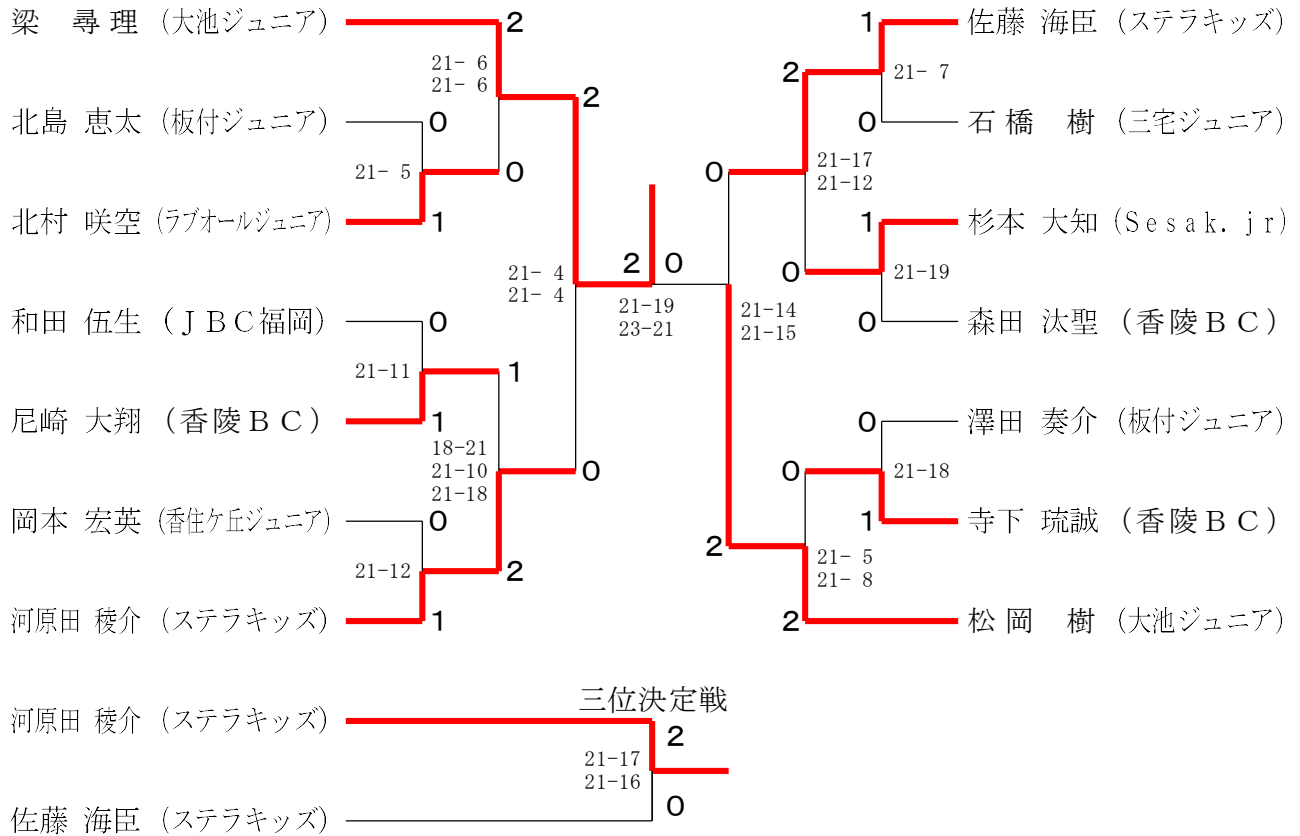 梁 尋理 (大池ジュニア)
2
21- 6
21- 6
2
北島 恵太 (板付ジュニア)
0
21- 5
0
北村 咲空 (ラブオールジュニア)
1
21- 4
21- 4
和田 伍生 (ＪＢＣ福岡)
0
21-11
1
尼崎 大翔 (香陵ＢＣ)
1
18-21
21-10
21-18
0
岡本 宏英 (香住ケ丘ジュニア)
0
21-12
2
河原田 稜介 (ステラキッズ)
1
2 0
21-19
23-21
1
佐藤 海臣 (ステラキッズ)
2
21- 7
0
石橋 樹 (三宅ジュニア)
0
21-17
21-12
1
杉本 大知 (Sesak.jr)
0
21-19
0
森田 汰聖 (香陵ＢＣ)
21-14
21-15
0
澤田 奏介 (板付ジュニア)
0
21-18
1
寺下 琉誠 (香陵ＢＣ)
2
21- 5
21- 8
2
松岡 樹 (大池ジュニア)
三位決定戦
河原田 稜介 (ステラキッズ)
2
21-17
21-16
0
佐藤 海臣 (ステラキッズ)